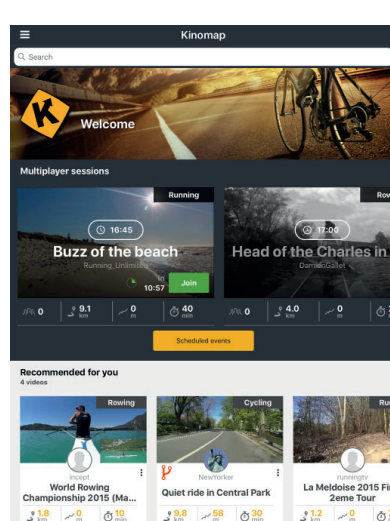 Kinomap
Search
K
Welcome
Multiplayer sessions
Running
16:45
Buzz of the beach
Running_Unlimited
in
10:57
Join
0
9.1
km
0
m
40
min
17:00
Head of the Charles in
DamienGallet
0
4.0
km
0
m
Scheduled events
Recommended for you
4 videos
Rowing
incept
World Rowing
Championship 2015 (Ma...
1.8
km
0
m
10
min
Cycling
NewYorker
Quiet ride in Central Park
9.8
km
58
m
30
min
runningtv
La Meldoise 2015
2eme Tour
1.2
km
0
m